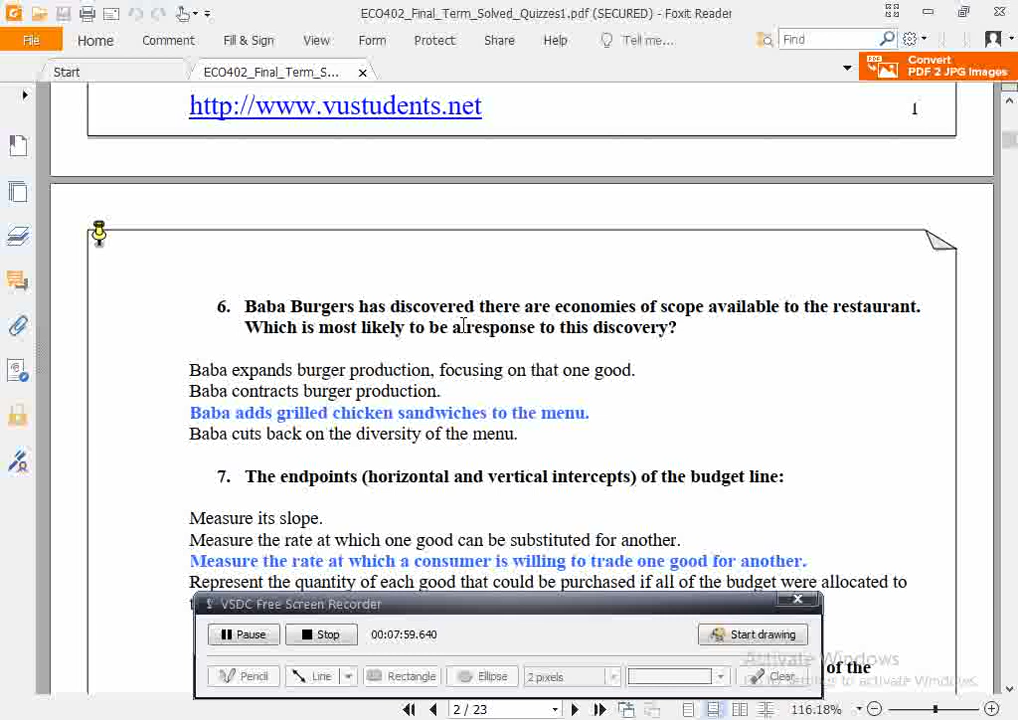 ECO402_Final_Term_Solved_Quizzes1.pdf (SECURED) - Foxit Reader
File Home Comment Fill & Sign View Form Protect Share Help Tell me... Find
Start ECO402_Final_Term_S... Convert
PDF 2 JPG Images
http://www.vustudents.net 1
6. Baba Burgers has discovered there are economies of scope available to the restaurant.
Which is most likely to be a response to this discovery?
Baba expands burger production, focusing on that one good.
Baba contracts burger production.
Baba adds grilled chicken sandwiches to the menu.
Baba cuts back on the diversity of the menu.
7. The endpoints (horizontal and vertical intercepts) of the budget line:
Measure its slope.
Measure the rate at which one good can be substituted for another.
Measure the rate at which a consumer is willing to trade one good for another.
Represent the quantity of each good that could be purchased if all of the budget were allocated to
VSDC Free Screen Recorder
Pause Stop 00:07:59.640 Start drawing
of the
Activate Windows
Pencil Line Rectangle Ellipse 2 pixels Clear
to activate Windows.
2 / 23 116.18%